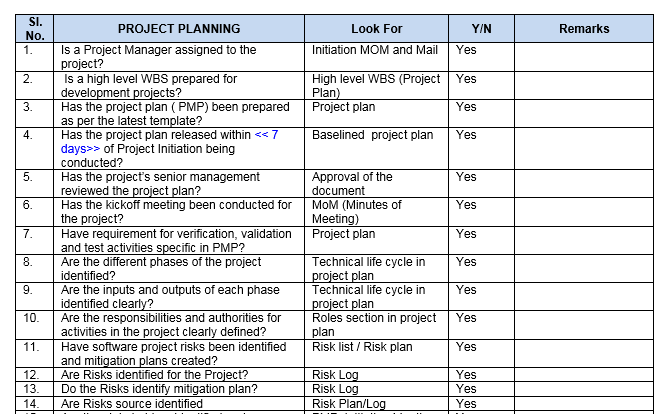 Sl. No. PROJECT PLANNING Look For Y/N Remarks
1. Is a Project Manager assigned to the project? Initiation MOM and Mail Yes
2. Is a high level WBS prepared for development projects? High level WBS (Project Plan) Yes
3. Has the project plan ( PMP) been prepared as per the latest template? Project plan Yes
4. Has the project plan released within << 7 days>> of Project Initiation being conducted? Baselined project plan Yes
5. Has the project's senior management reviewed the project plan? Approval of the document Yes
6. Has the kickoff meeting been conducted for the project? MoM (Minutes of Meeting) Yes
7. Have requirement for verification, validation and test activities specific in PMP? Project plan Yes
8. Are the different phases of the project identified? Technical life cycle in project plan Yes
9. Are the inputs and outputs of each phase identified clearly? Technical life cycle in project plan Yes
10. Are the responsibilities and authorities for activities in the project clearly defined? Roles section in project plan Yes
11. Have software project risks been identified and mitigation plans created? Risk list / Risk plan Yes
12. Are Risks identified for the Project? Risk Log Yes
13. Do the Risks identify mitigation plan? Risk Log Yes
14. Are Risks source identified Risk Plan/Log Yes